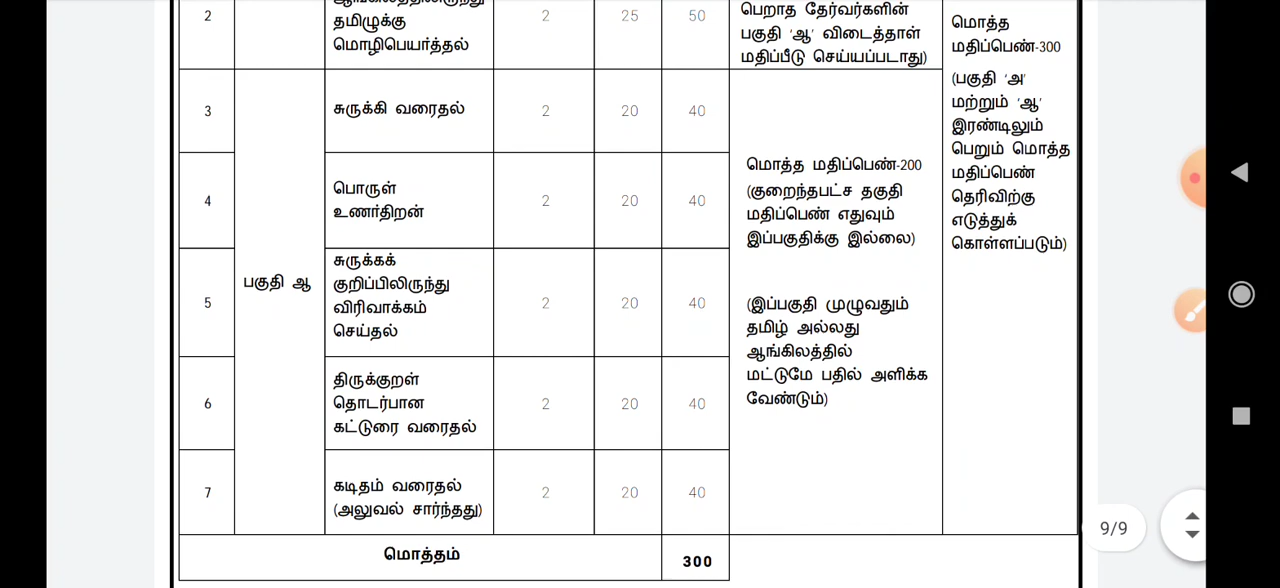 2
ஆங்கிலத்திலிருந்து
தமிழுக்கு
மொழிபெயர்த்தல்
2
25
50
பெறாத தேர்வர்களின்
பகுதி ‘ஆ’ விடைத்தாள்
மதிப்பீடு செய்யப்படாது)
மொத்த
மதிப்பெண்-300
(பகுதி ‘அ’
மற்றும் ‘ஆ’
இரண்டிலும்
பெறும் மொத்த
மதிப்பெண்
தெரிவிற்கு
எடுத்துக்
கொள்ளப்படும்)
3
சுருக்கி வரைதல்
2
20
40
4
பொருள்
உணர்திறன்
2
20
40
மொத்த மதிப்பெண்-200
(குறைந்தபட்ச தகுதி
மதிப்பெண் எதுவும்
இப்பகுதிக்கு இல்லை)
பகுதி ஆ
5
சுருக்கக்
குறிப்பிலிருந்து
விரிவாக்கம்
செய்தல்
2
20
40
(இப்பகுதி முழுவதும்
தமிழ் அல்லது
ஆங்கிலத்தில்
மட்டுமே பதில் அளிக்க
வேண்டும்)
6
திருக்குறள்
தொடர்பான
கட்டுரை வரைதல்
2
20
40
7
கடிதம் வரைதல்
(அலுவல் சார்ந்தது)
2
20
40
மொத்தம்
300
9/9